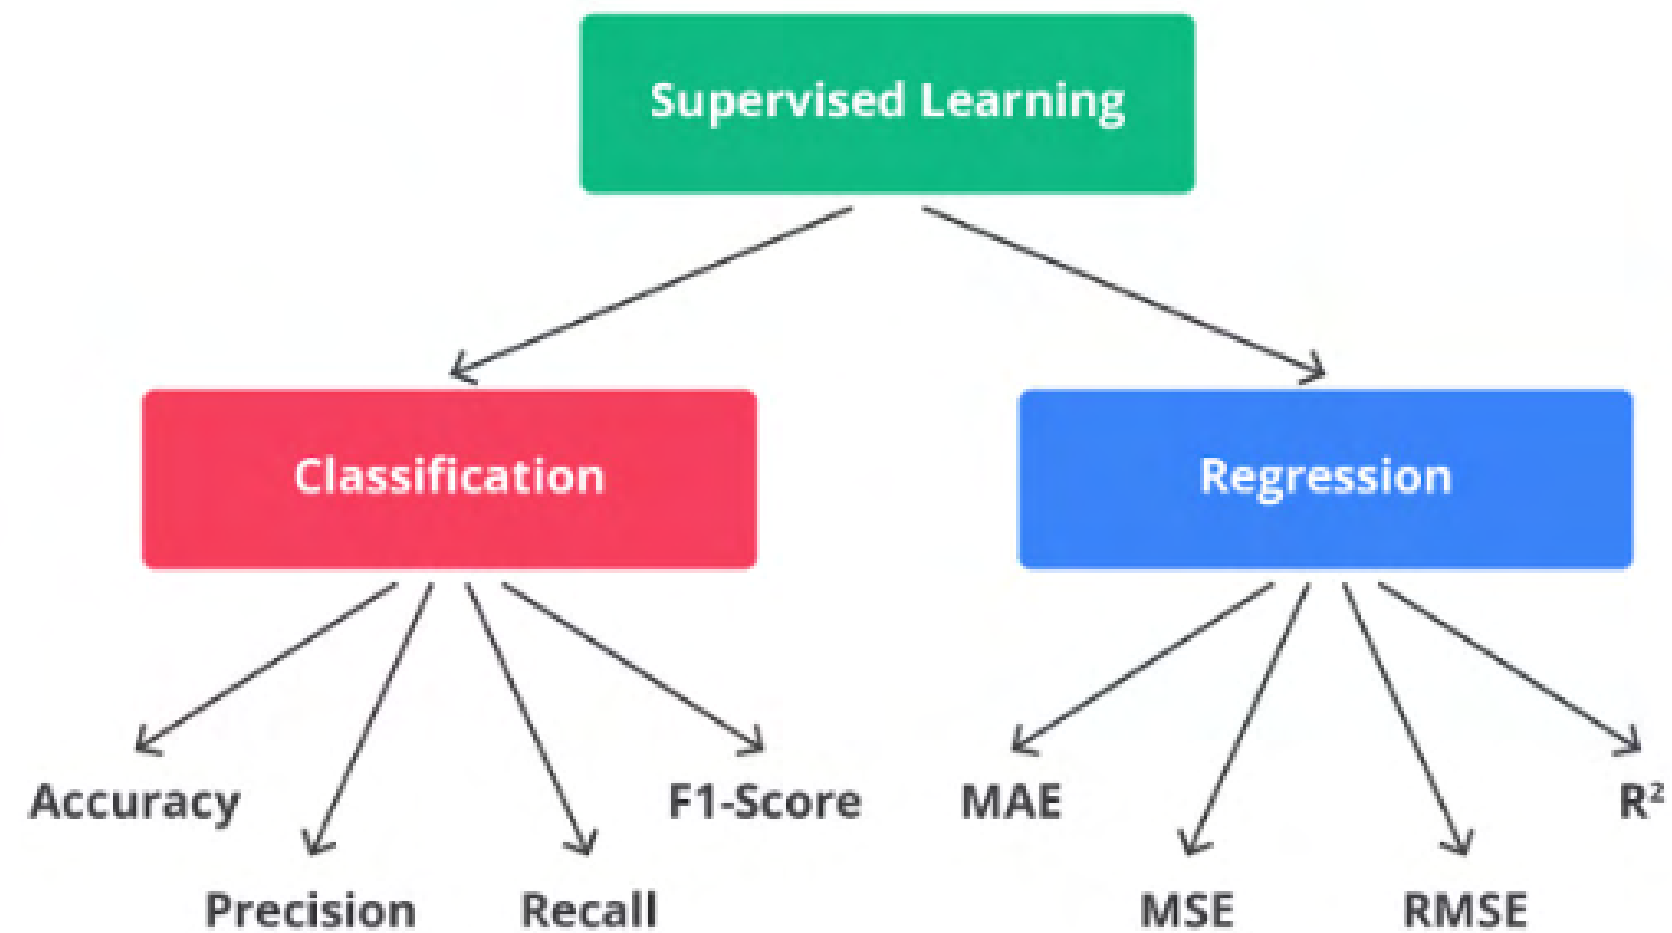 Supervised Learning
Classification
Regression
Accuracy
F1-Score
MAE
R²
Precision
Recall
MSE
RMSE